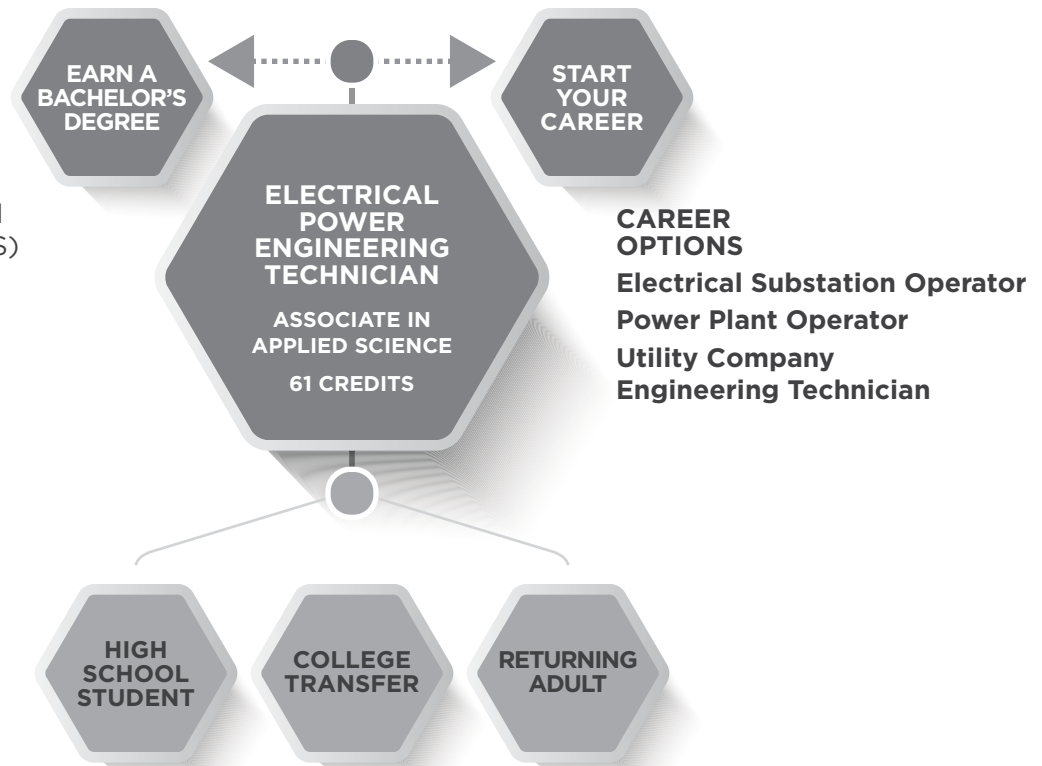 EARN A
BACHELOR'S
DEGREE
START
YOUR
CAREER
S)
ELECTRICAL
POWER
ENGINEERING
TECHNICIAN
ASSOCIATE IN
APPLIED SCIENCE
61 CREDITS
CAREER
OPTIONS
Electrical Substation Operator
Power Plant Operator
Utility Company
Engineering Technician
HIGH
SCHOOL
STUDENT
COLLEGE
TRANSFER
RETURNING
ADULT